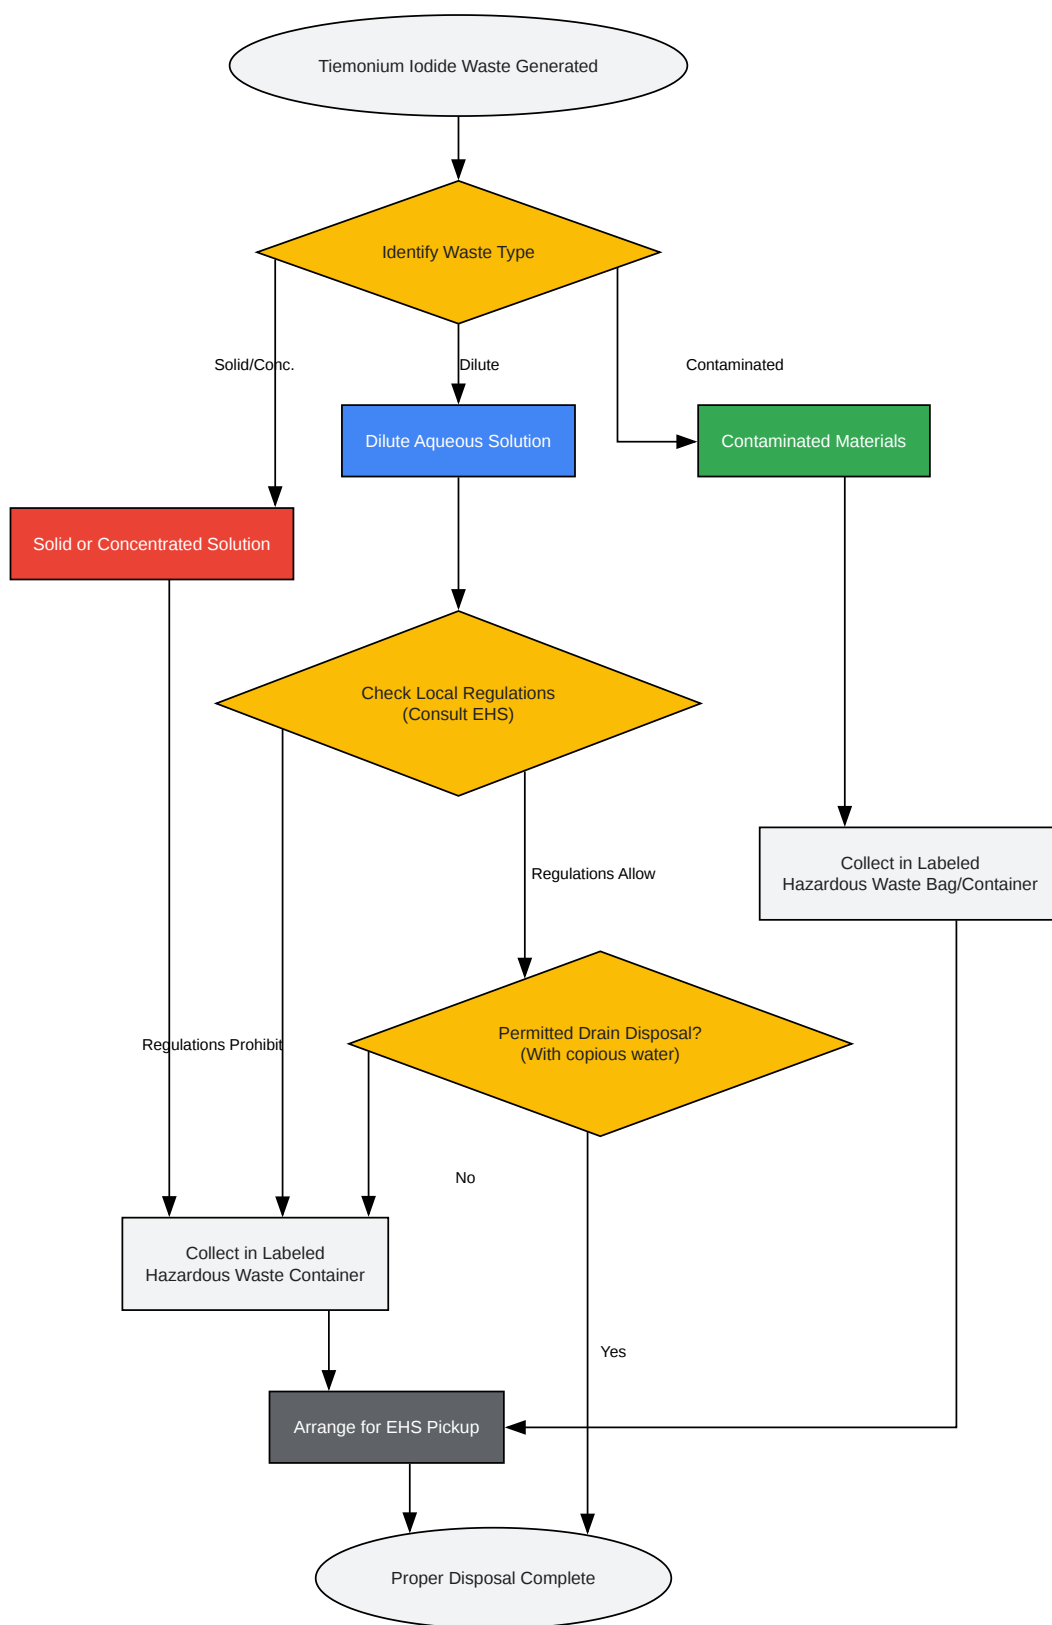 Tiemonium Iodide Waste Generated
Identify Waste Type
Solid/Conc.
Dilute
Contaminated
Dilute Aqueous Solution
Contaminated Materials
Solid or Concentrated Solution
Check Local Regulations
(Consult EHS)
Regulations Allow
Collect in Labeled
Hazardous Waste Bag/Container
Permitted Drain Disposal?
(With copious water)
Regulations Prohibit
No
Collect in Labeled
Hazardous Waste Container
Yes
Arrange for EHS Pickup
Proper Disposal Complete